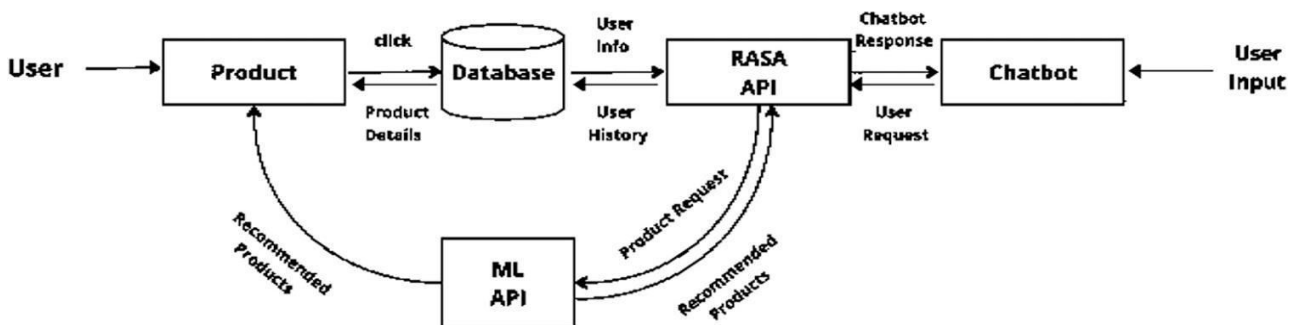 User
Product
click
Product
Details
Database
User
Info
User
History
RASA
API
Chatbot
Response
User
Request
Chatbot
User
Input
Recommended
Products
ML
API
Product Request
Recommended
Products